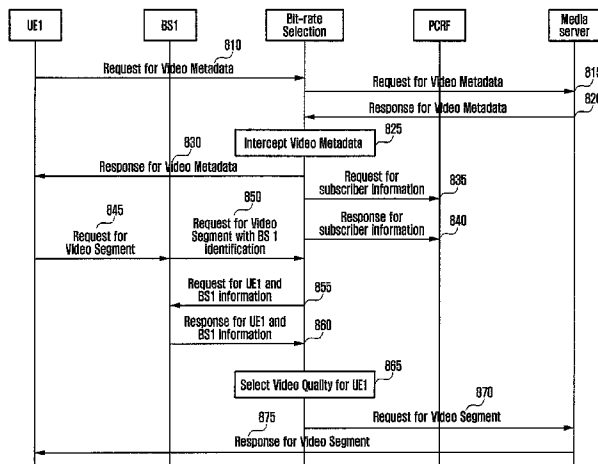 UE1
BS1
Bit-rate
Selection
PCRF
Media
server
810
Request for Video Metadata
Request for Video Metadata
815
820
Response for Video Metadata
825
Intercept Video Metadata
830
Response for Video Metadata
Request for
subscriber information
835
845
850
Request for
Video Segment
Request for Video
Segment with BS 1
identification
Response for
subscriber information
840
Request for UE1 and
BS1 information
855
Response for UE1 and
BS1 Information
860
865
Select Video Quality for UE1
870
Request for Video Segment
875
Response for Video Segment